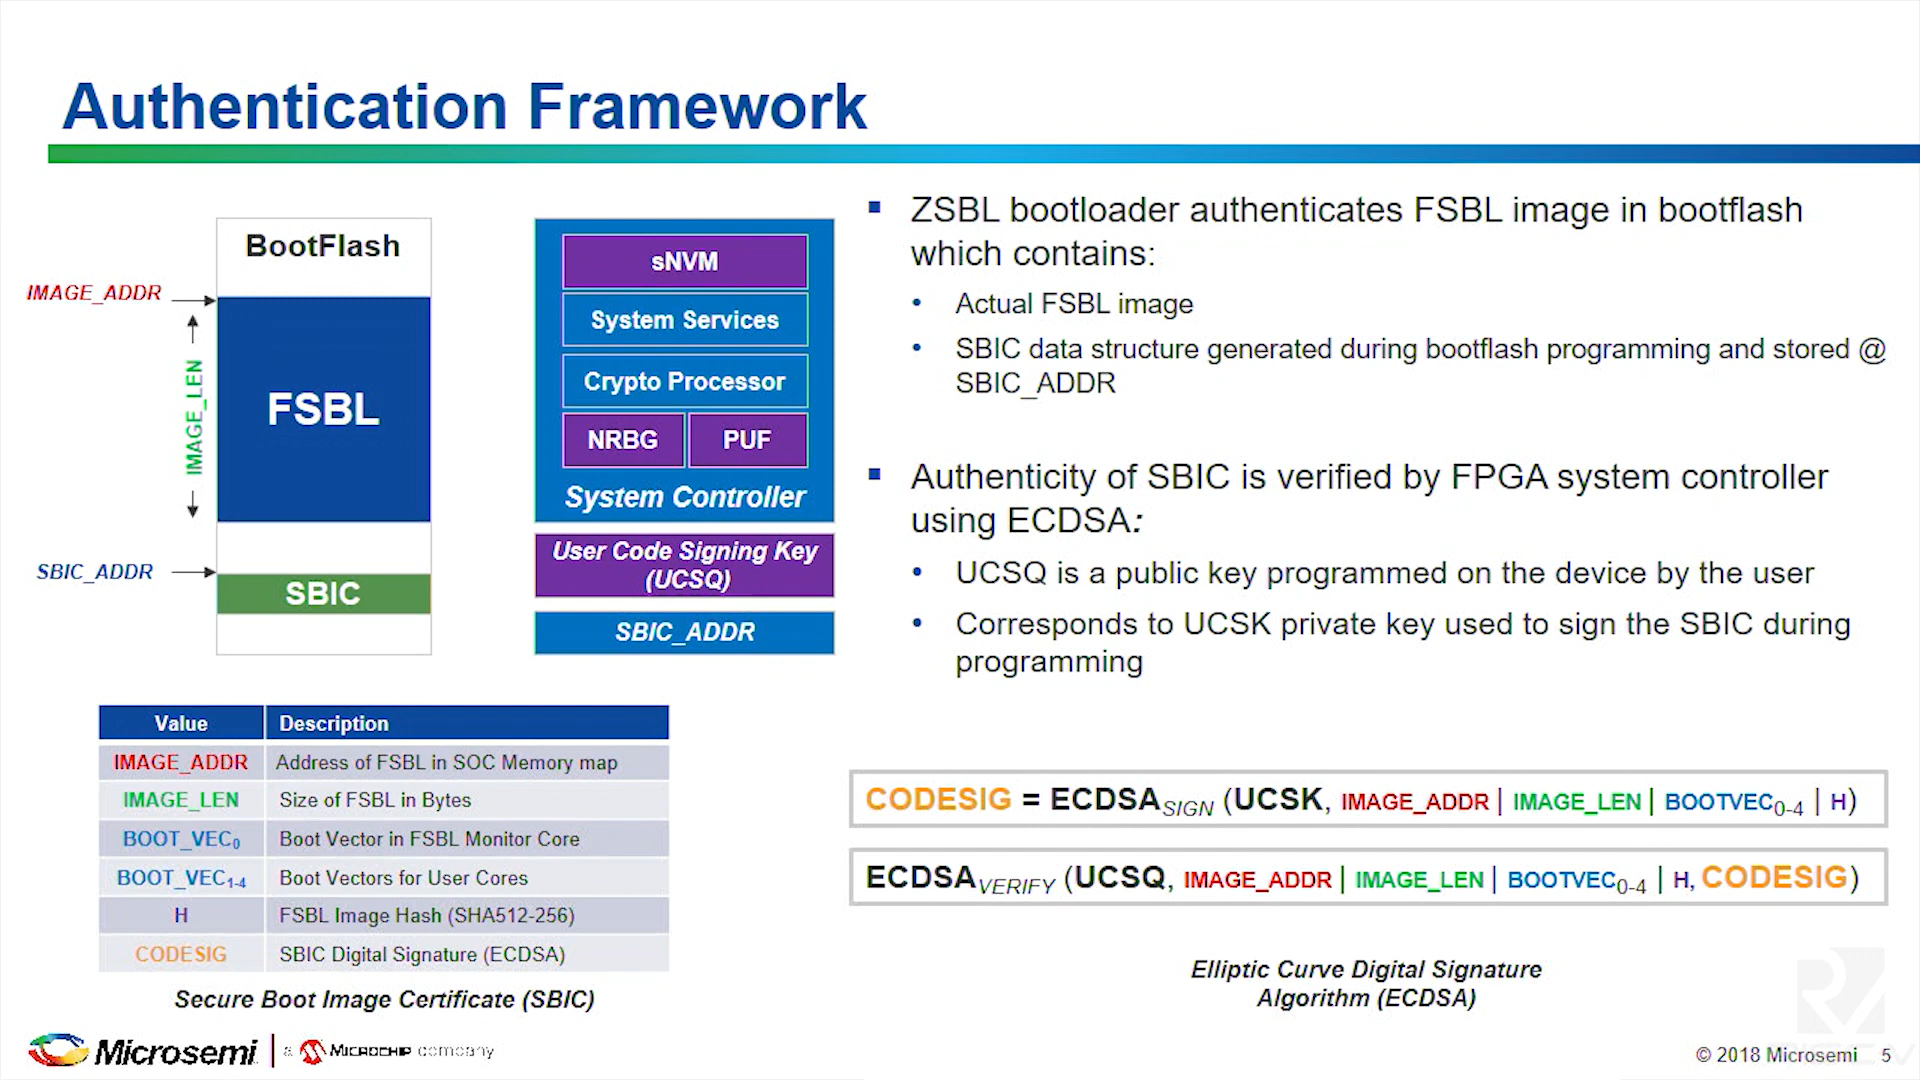 Authentication Framework
BootFlash
IMAGE_ADDR
IMAGE_LEN
FSBL
SBIC_ADDR
SBIC
sNVM
System Services
Crypto Processor
NRBG
PUF
System Controller
User Code Signing Key
(UCSQ)
SBIC_ADDR
ZSBL bootloader authenticates FSBL image in bootflash
which contains:
• Actual FSBL image
• SBIC data structure generated during bootflash programming and stored @
SBIC_ADDR
Authenticity of SBIC is verified by FPGA system controller
using ECDSA:
• UCSQ is a public key programmed on the device by the user
• Corresponds to UCSK private key used to sign the SBIC during
programming
Value Description
IMAGE_ADDR Address of FSBL in SOC Memory map
IMAGE_LEN Size of FSBL in Bytes
BOOT_VEC0 Boot Vector in FSBL Monitor Core
BOOT_VEC1-4 Boot Vectors for User Cores
H FSBL Image Hash (SHA512-256)
CODESIG SBIC Digital Signature (ECDSA)
Secure Boot Image Certificate (SBIC)
CODESIG = ECDSASIGN (UCSK, IMAGE_ADDR | IMAGE_LEN | BOOTVEC0-4 | H)
ECDSAVERIFY (UCSQ, IMAGE_ADDR | IMAGE_LEN | BOOTVEC0-4 | H, CODESIG)
Elliptic Curve Digital Signature
Algorithm (ECDSA)
Microsemi | a MICROCHIP company
© 2018 Microsemi 5